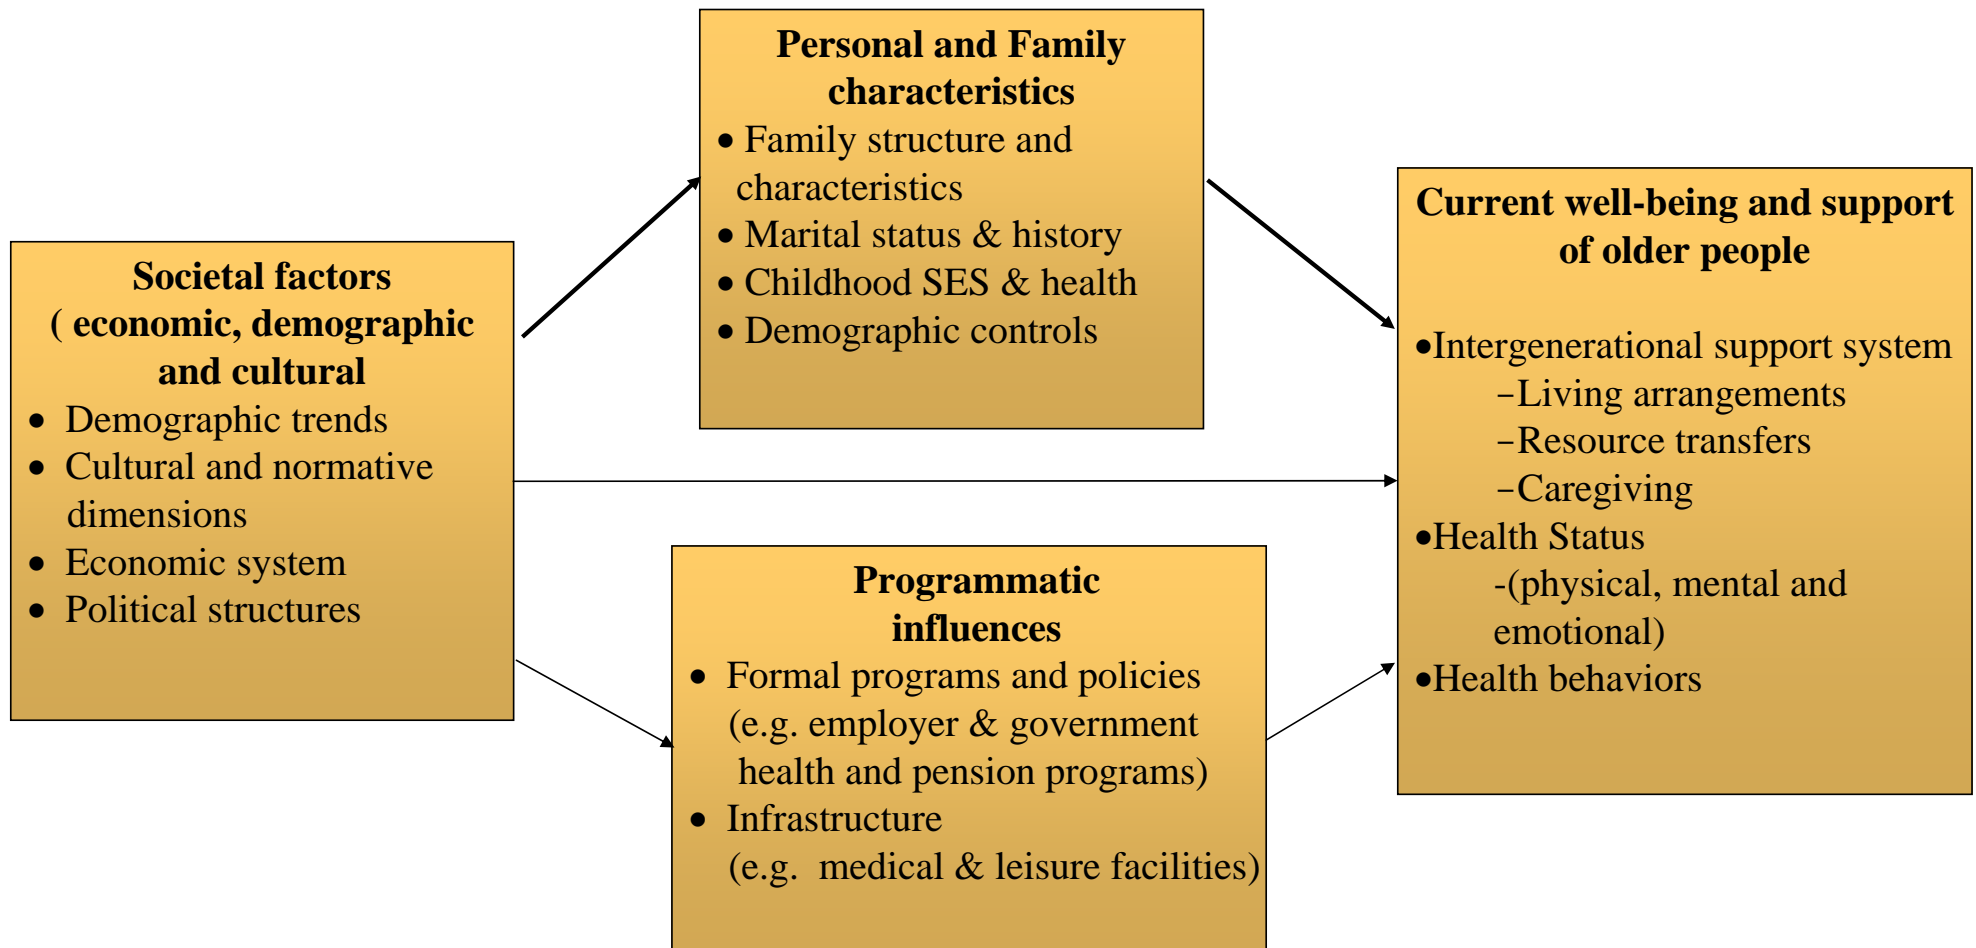 Personal and Family
characteristics
• Family structure and
characteristics
• Marital status & history
• Childhood SES & health
• Demographic controls
Societal factors
( economic, demographic
and cultural
• Demographic trends
• Cultural and normative
dimensions
• Economic system
• Political structures
Programmatic
influences
• Formal programs and policies
(e.g. employer & government
health and pension programs)
• Infrastructure
(e.g. medical & leisure facilities)
Current well-being and support
of older people
•Intergenerational support system
–Living arrangements
–Resource transfers
–Caregiving
•Health Status
-(physical, mental and
emotional)
•Health behaviors